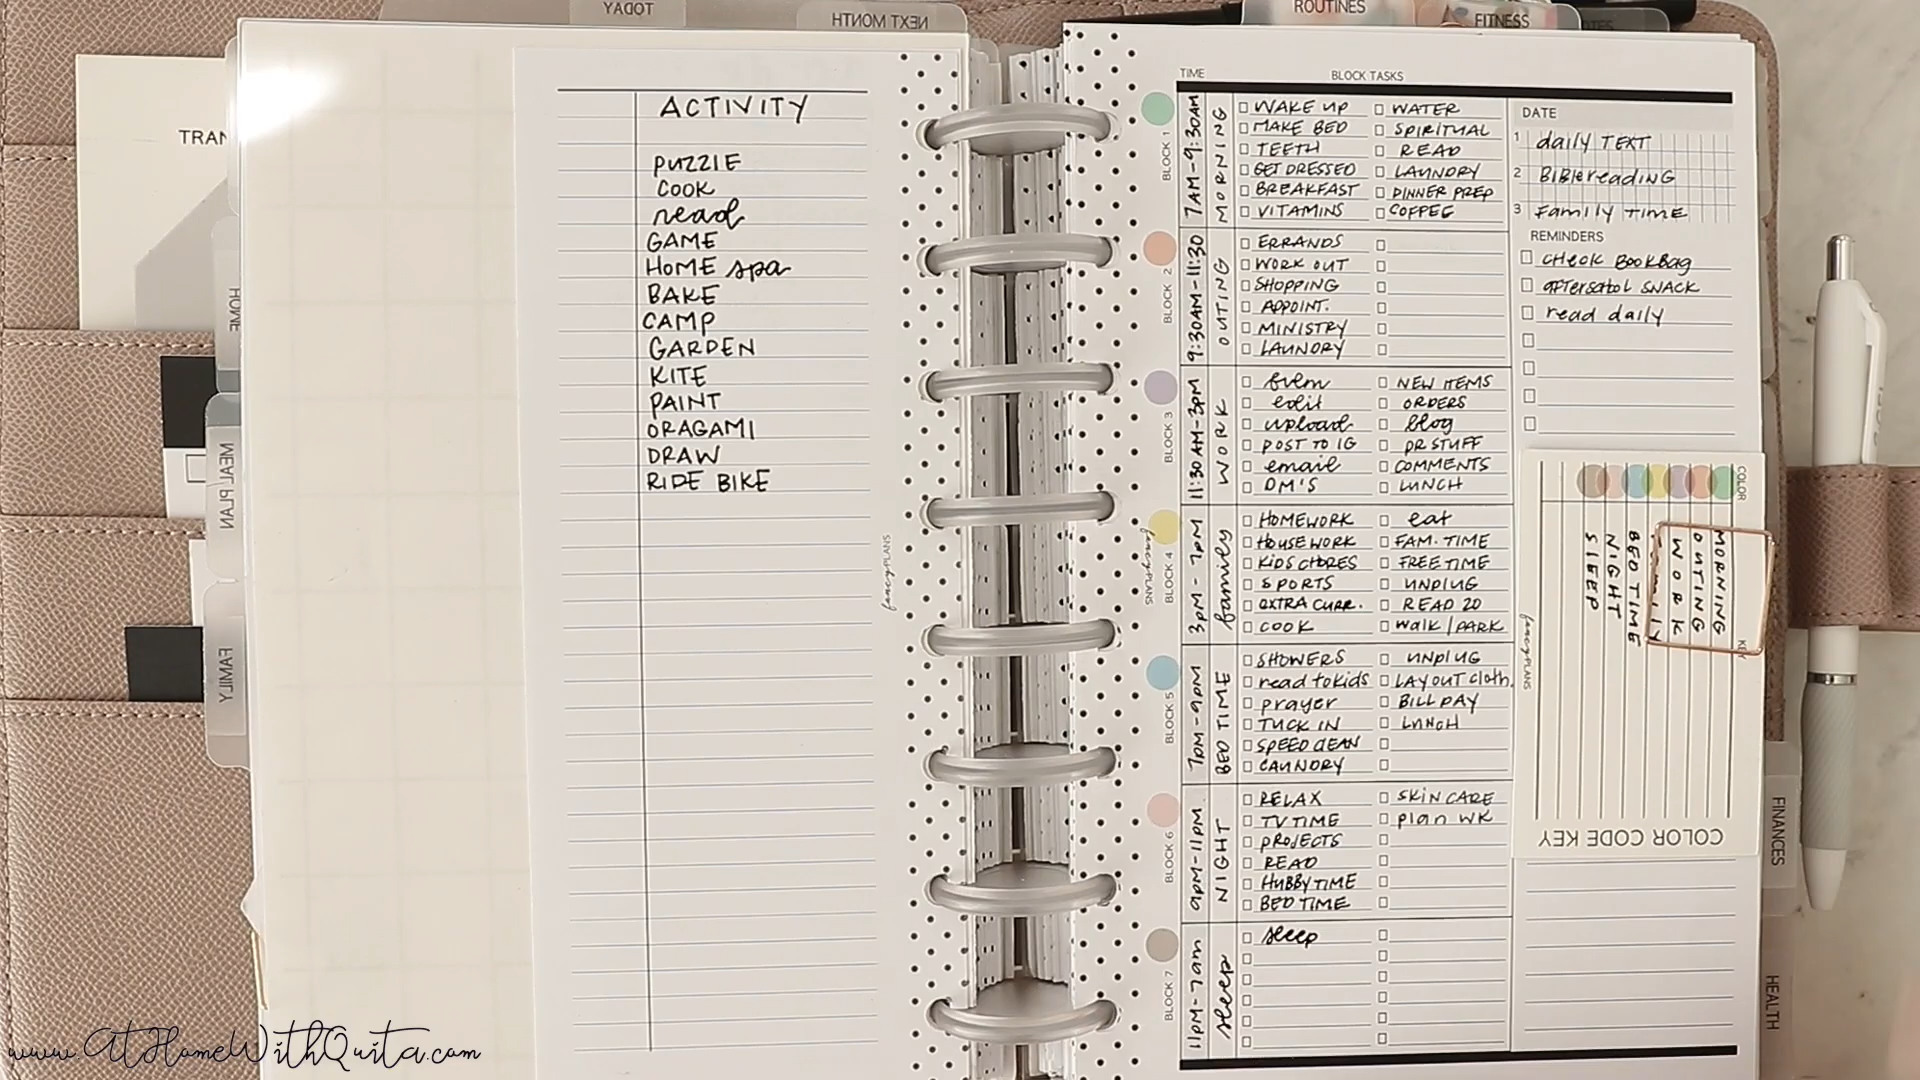 TODAY
NEXT MONTH
TRAN
HOME
MEAL PLAN
FAMILY
ACTIVITY
PUZZlE
COOK
read
GAME
HOME spa
BAKE
CAMP
GARDEN
KITE
PAINT
ORAGAMI
DRAW
RIDE BIKE
fancyPLANS
www.AtHomeWithQuita.com
ROUTINES
FITNESS
NOTES
TIME
BLOCK TASKS
BLOCK 1
7AM-9:30AM
MORNING
WAKE UP
WATER
MAKE BED
SPIRITUAL
TEETH
READ
GET DRESSED
LAUNDRY
BREAKFAST
DINNER PREP
VITAMINS
COFFEE
BLOCK 2
9:30AM-11:30
OUTING
ERRANDS
WORK OUT
SHOPPING
APPOINT.
MINISTRY
LAUNDRY
BLOCK 3
11:30AM-3PM
WORK
film
NEW ITEMS
edit
ORDERS
upload
blog
POST TO IG
PR STUFF
email
COMMENTS
DM'S
LUNCH
fancyPLANS
BLOCK 4
3PM - 7PM
family
HOMEWORK
eat
HOUSEWORK
FAM. TIME
KIDS CHORES
FREE TIME
SPORTS
UNPLUG
EXTRA CURR.
READ 20
COOK
WALK/PARK
BLOCK 5
7PM-9PM
BED TIME
SHOWERS
UNPLUG
read to kids
LAYOUT cloth.
prayer
BILL PAY
TUCK IN
LUNCH
SPEED CLEAN
LAUNDRY
BLOCK 6
9PM-11PM
NIGHT
RELAX
SKIN CARE
TV TIME
plan WK
PROJECTS
READ
HUBBY TIME
BED TIME
BLOCK 7
11PM-7am
sleep
sleep
DATE
1 daily TEXT
2 BIBlereADING
3 FamIly TIME
REMINDERS
CHECK BOOKBAG
AFTERSCHOOL SNACK
read daily
COLOR CODE KEY
COLOR
KEY
MORNING
OUTING
WORK
BED TIME
NIGHT
SLEEP
fancyPLANS
FINANCES
HEALTH